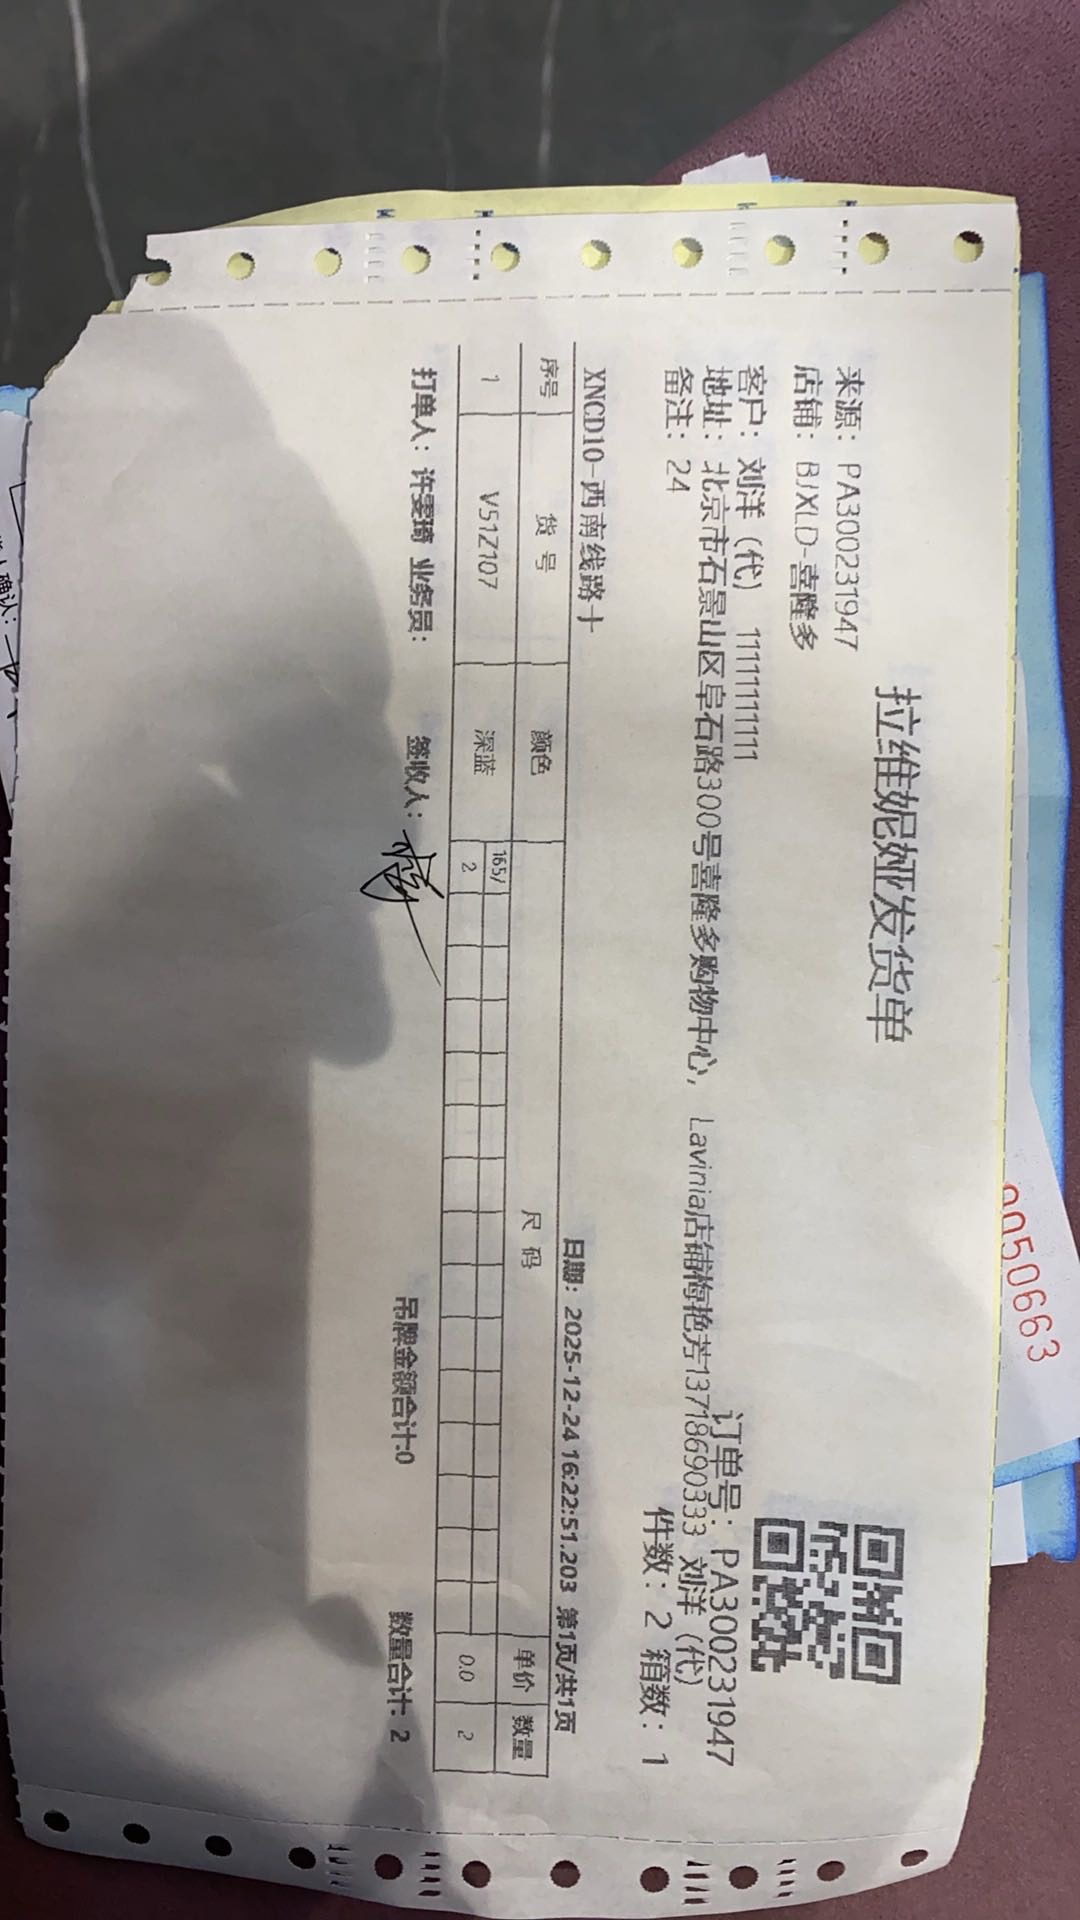 拉维妮娅发货单
来源：PA300231947
店铺：BJXLD-喜隆多
订单号：PA300231947
客户：刘洋（代） 11111111111
地址：北京市石景山区阜石路300号喜隆多购物中心， Lavinia店铺梅艳芳13718690333 刘洋（代）
备注：24
件数：2 箱数：1
XNCD10-西南线路十
日期：2025-12-24 16:22:51.203 第1页/共1页
序号 货号 颜色 尺码 单价 数量
165/
1 V51Z107 深蓝 2 0.0 2
打单人：许雯琦 业务员： 签收人： 吊牌金额合计:0 数量合计：2
0050663
确认：